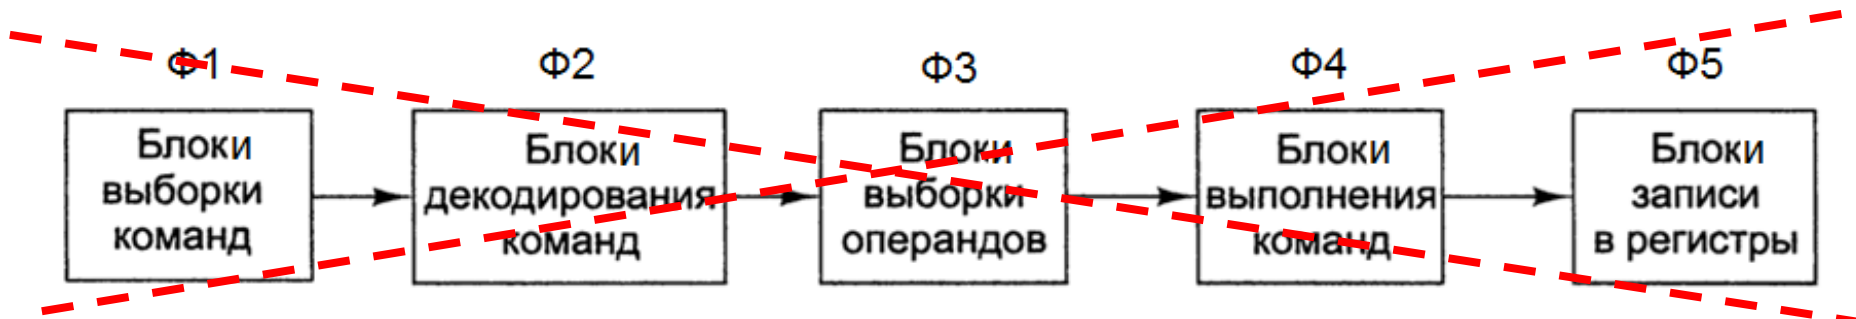 Ф1 Ф2 Ф3 Ф4 Ф5
Блоки
выборки
команд
Блоки
декодирования
команд
Блоки
выборки
операндов
Блоки
выполнения
команд
Блоки
записи
в регистры